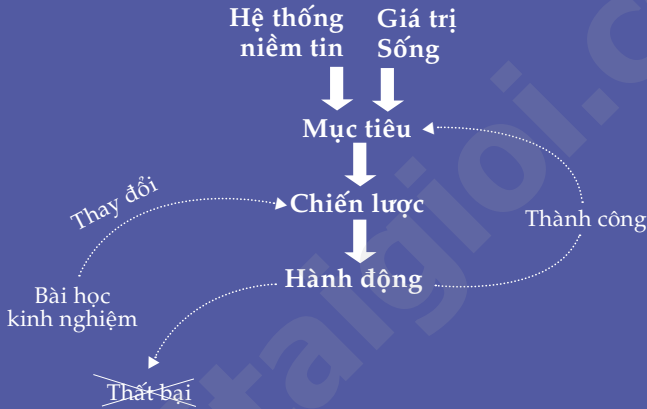 Hệ thống
niềm tin
Giá trị
Sống
Mục tiêu
Thay đổi
Chiến lược
Thành công
Hành động
Bài học
kinh nghiệm
Thất bại